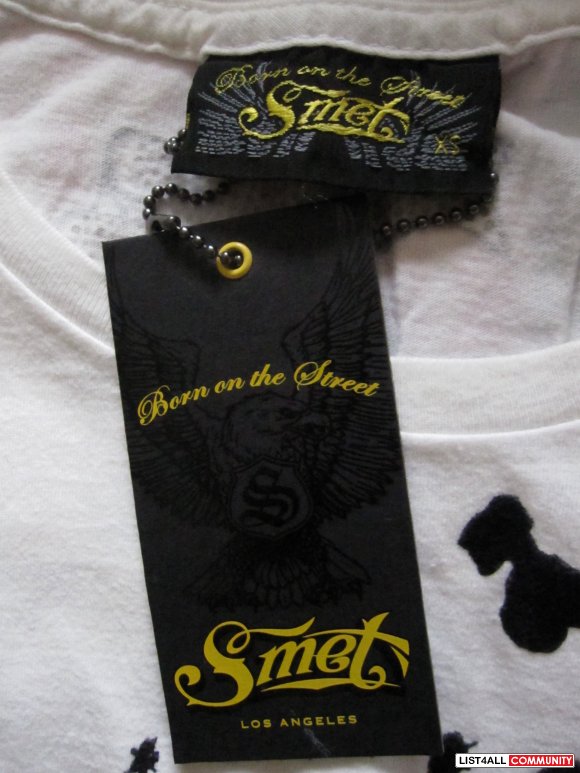 Born on the Street
Smet
XS
Born on the Street
S
Smet
LOS ANGELES
LIST4ALL COMMUNITY